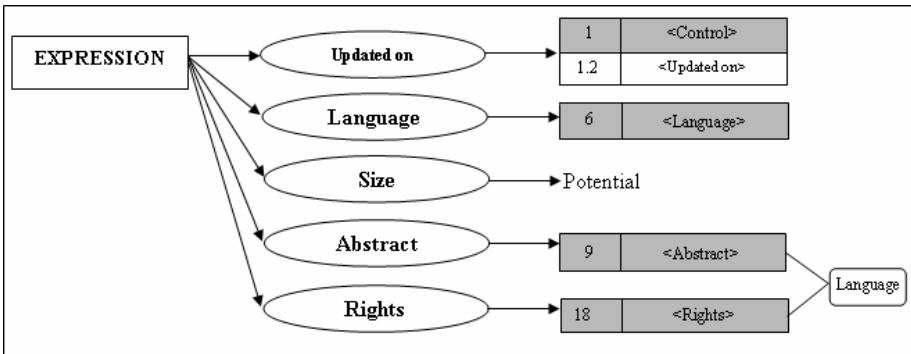 EXPRESSION
Updated on
1 <Control>
1.2 <Updated on>
Language
6 <Language>
Size
Potential
Abstract
9 <Abstract>
Language
Rights
18 <Rights>